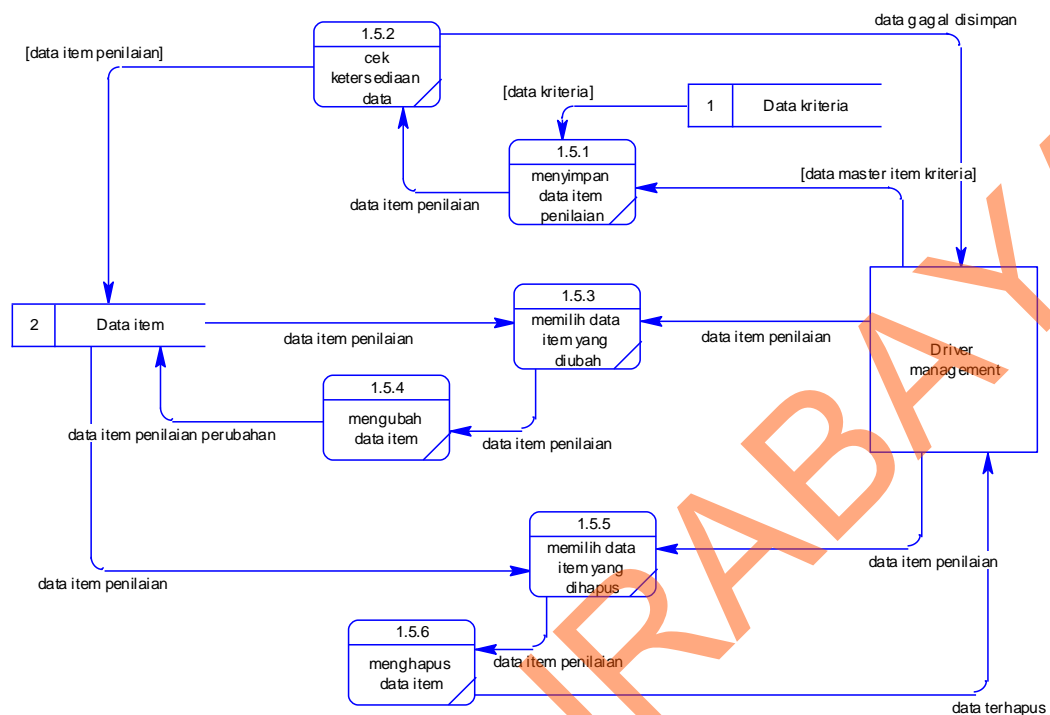 data gagal disimpan
1.5.2
cek
ketersediaan
data
[data item penilaian]
[data kriteria]
1
Data kriteria
1.5.1
menyimpan
data item
penilaian
[data master item kriteria]
data item penilaian
2
Data item
1.5.3
memilih data
item yang
diubah
data item penilaian
data item penilaian
Driver
management
1.5.4
mengubah
data item
data item penilaian perubahan
data item penilaian
1.5.5
memilih data
item yang
dihapus
data item penilaian
data item penilaian
1.5.6
menghapus
data item
data item penilaian
data terhapus
IRABAY